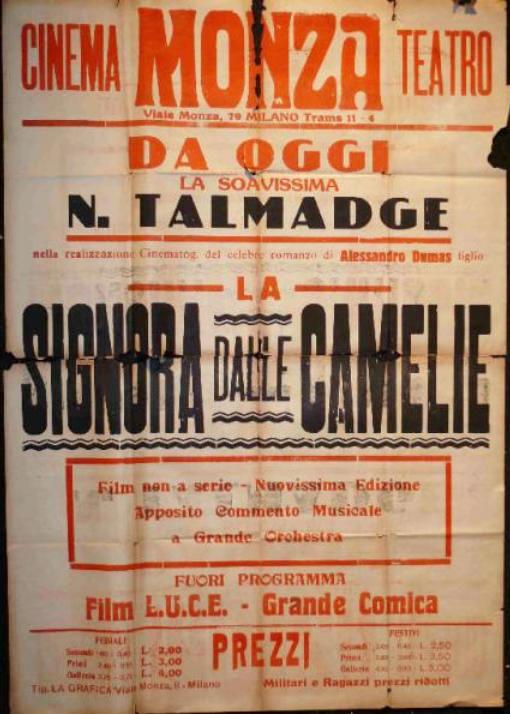 CINEMA MONZA TEATRO
Viale Monza, 79 MILANO Trams 11 - 4
DA OGGI
LA SOAVISSIMA
N. TALMADGE
nella realizzazione Cinematog. del celebre romanzo di Alessandro Dumas figlio
LA
SIGNORA DALLE CAMELIE
Film non a serie - Nuovissima Edizione
Apposito Commento Musicale
a Grande Orchestra
FUORI PROGRAMMA
Film L.U.C.E. - Grande Comica
PREZZI
FERIALI
Secondi L. 2,00
Primi L. 3,00
Galleria L. 4,00
FESTIVI
Secondi L. 2,50
Primi L. 3,50
Galleria L. 5,00
Tip. LA GRAFICA Viale Monza, - Milano
Militari e Ragazzi prezzi ridotti